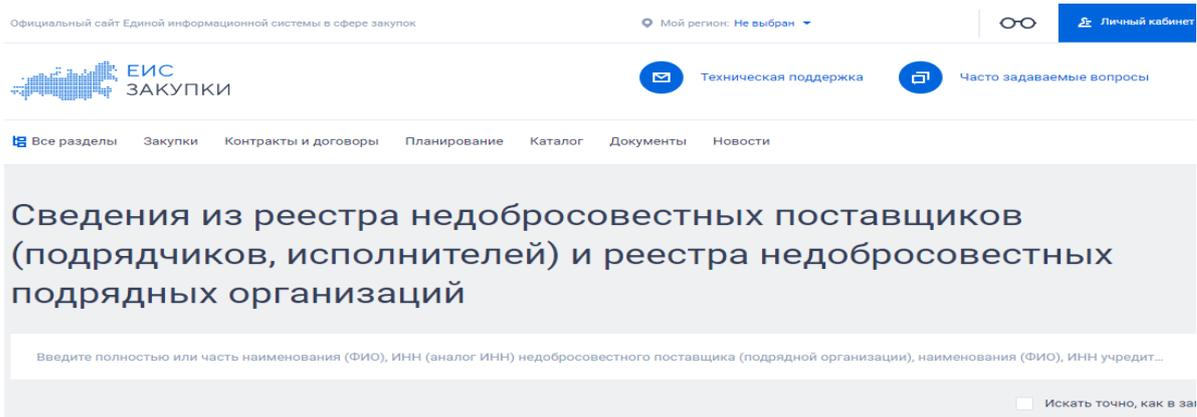 Официальный сайт Единой информационной системы в сфере закупок
Мой регион: Не выбран
Личный кабинет
ЕИС
ЗАКУПКИ
Техническая поддержка
Часто задаваемые вопросы
Все разделы Закупки Контракты и договоры Планирование Каталог Документы Новости
Сведения из реестра недобросовестных поставщиков
(подрядчиков, исполнителей) и реестра недобросовестных
подрядных организаций
Введите полностью или часть наименования (ФИО), ИНН (аналог ИНН) недобросовестного поставщика (подрядной организации), наименования (ФИО), ИНН учредит...
Искать точно, как в